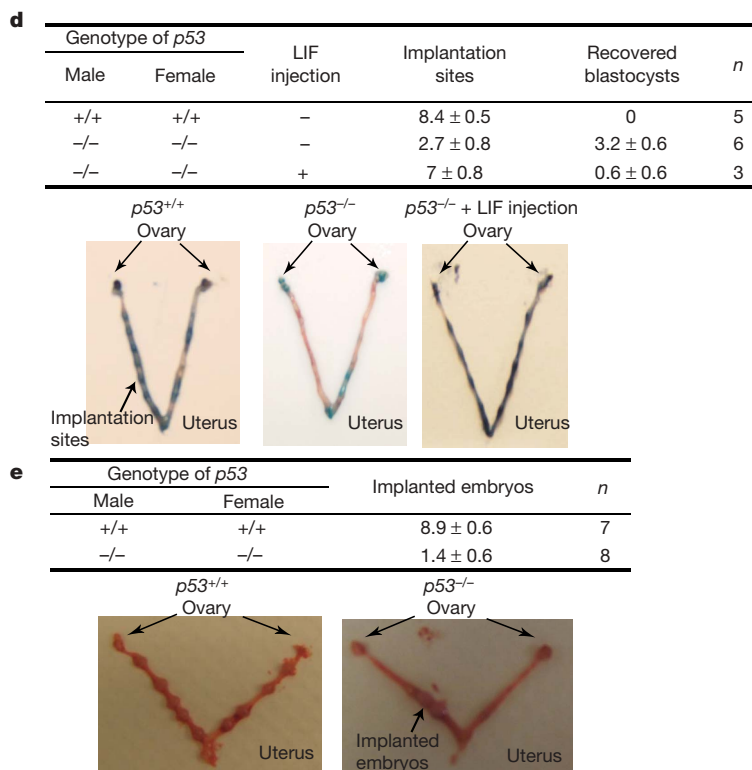 d
Genotype of p53
Male Female LIF injection Implantation sites Recovered blastocysts n
+/+ +/+ – 8.4 ± 0.5 0 5
–/– –/– – 2.7 ± 0.8 3.2 ± 0.6 6
–/– –/– + 7 ± 0.8 0.6 ± 0.6 3
p53+/+ p53–/– p53–/– + LIF injection
Ovary Ovary Ovary
Implantation sites
Uterus Uterus Uterus
e
Genotype of p53 Implanted embryos n
Male Female
+/+ +/+ 8.9 ± 0.6 7
–/– –/– 1.4 ± 0.6 8
p53+/+ p53–/–
Ovary Ovary
Uterus
Implanted embryos
Uterus